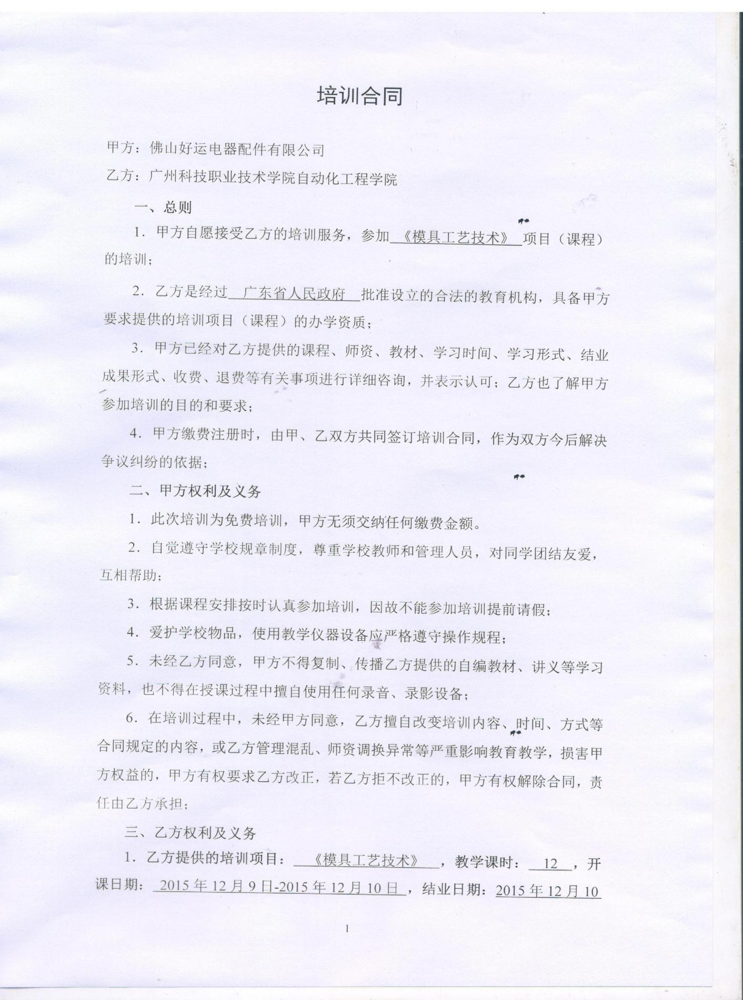 培训合同
甲方：佛山好运电器配件有限公司
乙方：广州科技职业技术学院自动化工程学院
一、总则
1．甲方自愿接受乙方的培训服务，参加 《模具工艺技术》 项目（课程）
的培训；
2．乙方是经过 广东省人民政府 批准设立的合法的教育机构，具备甲方
要求提供的培训项目（课程）的办学资质；
3．甲方已经对乙方提供的课程、师资、教材、学习时间、学习形式、结业
成果形式、收费、退费等有关事项进行详细咨询，并表示认可；乙方也了解甲方
参加培训的目的和要求；
4．甲方缴费注册时，由甲、乙双方共同签订培训合同，作为双方今后解决
争议纠纷的依据；
二、甲方权利及义务
1．此次培训为免费培训，甲方无须交纳任何缴费金额。
2．自觉遵守学校规章制度，尊重学校教师和管理人员，对同学团结友爱，
互相帮助；
3．根据课程安排按时认真参加培训，因故不能参加培训提前请假；
4．爱护学校物品，使用教学仪器设备应严格遵守操作规程；
5．未经乙方同意，甲方不得复制、传播乙方提供的自编教材、讲义等学习
资料，也不得在授课过程中擅自使用任何录音、录影设备；
6．在培训过程中，未经甲方同意，乙方擅自改变培训内容、时间、方式等
合同规定的内容，或乙方管理混乱、师资调换异常等严重影响教育教学，损害甲
方权益的，甲方有权要求乙方改正，若乙方拒不改正的，甲方有权解除合同，责
任由乙方承担；
三、乙方权利及义务
1．乙方提供的培训项目： 《模具工艺技术》 ，教学课时： 12 ，开
课日期： 2015 年 12 月 9 日-2015 年 12 月 10 日 ，结业日期：2015 年 12 月 10
1